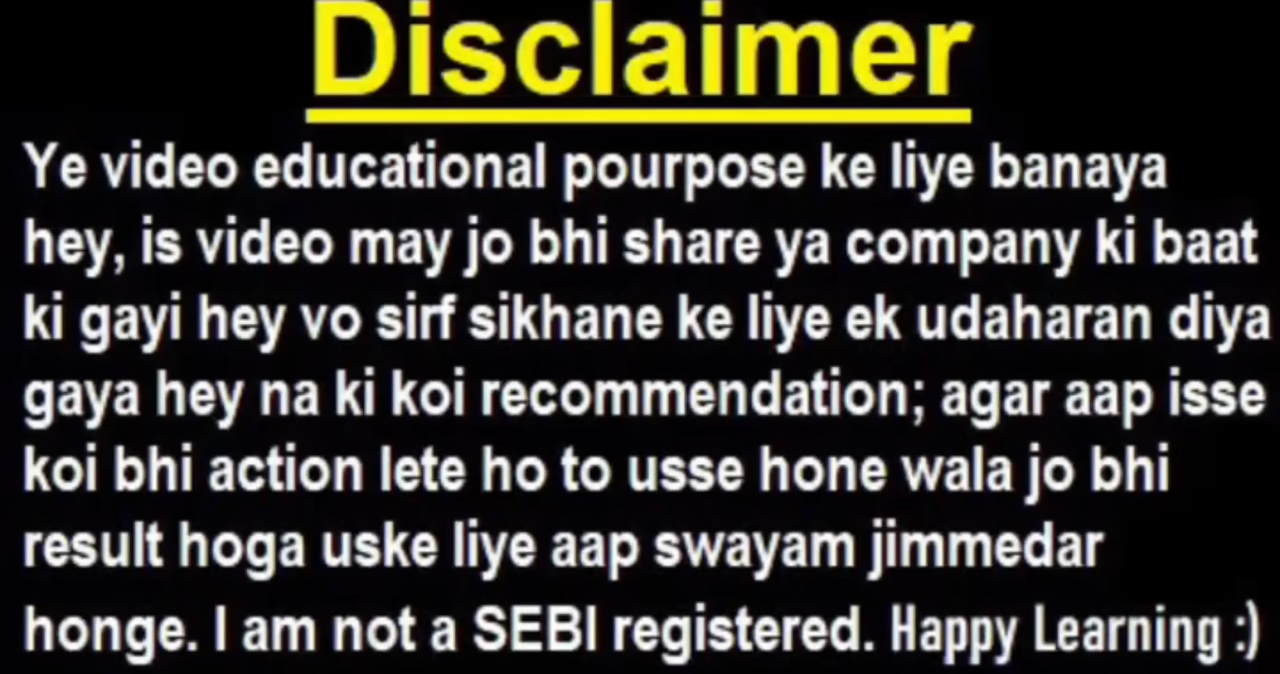 Disclaimer
Ye video educational pourpose ke liye banaya
hey, is video may jo bhi share ya company ki baat
ki gayi hey vo sirf sikhane ke liye ek udaharan diya
gaya hey na ki koi recommendation; agar aap isse
koi bhi action lete ho to usse hone wala jo bhi
result hoga uske liye aap swayam jimmedar
honge. I am not a SEBI registered. Happy Learning :)